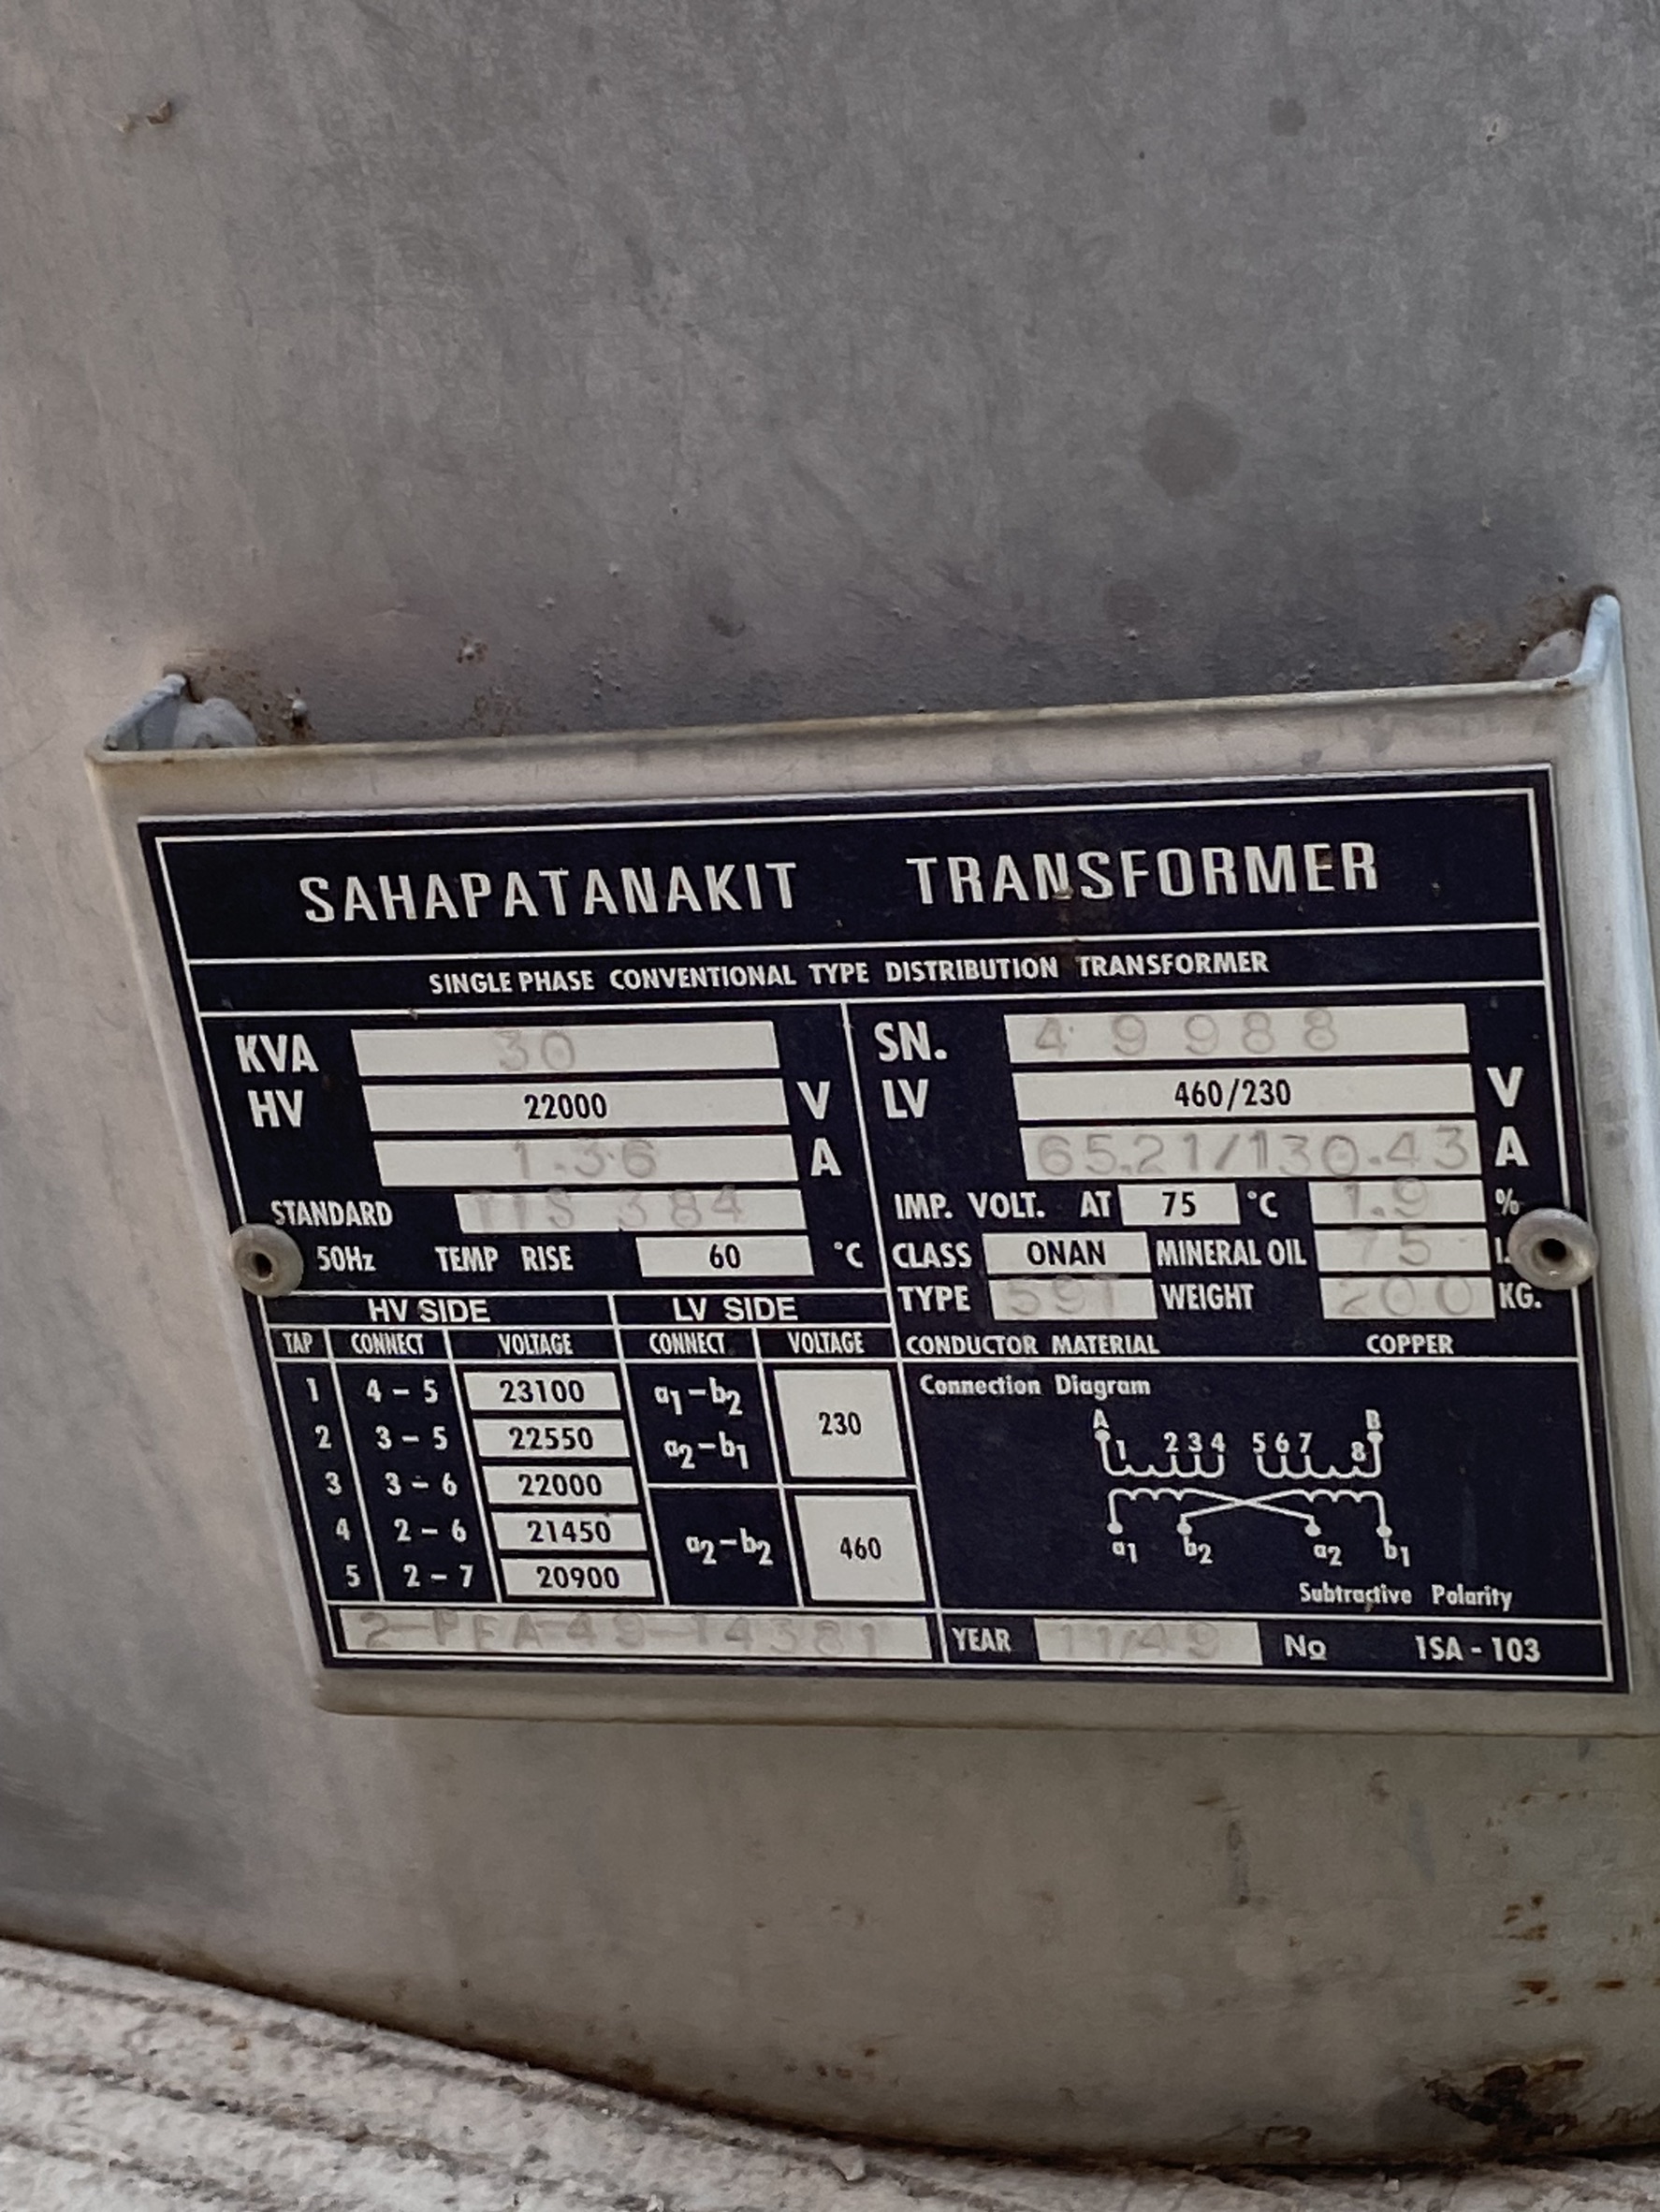 SAHAPATANAKIT TRANSFORMER
SINGLE PHASE CONVENTIONAL TYPE DISTRIBUTION TRANSFORMER
KVA 30
HV 22000 V
1.36 A
STANDARD TIS 384
50Hz TEMP RISE 60 °C
SN. 49988
LV 460/230 V
65.21/130.43 A
IMP. VOLT. AT 75 °C 1.9 %
CLASS ONAN MINERAL OIL 75
TYPE 591 WEIGHT 200 KG.
CONDUCTOR MATERIAL COPPER
HV SIDE LV SIDE
TAP CONNECT VOLTAGE CONNECT VOLTAGE
1 4 - 5 23100 a1 - b2 230
2 3 - 5 22550 a2 - b1
3 3 - 6 22000
4 2 - 6 21450 a2 - b2 460
5 2 - 7 20900
Connection Diagram
A B
1 2 3 4 5 6 7 8
a1 b2 a2 b1
Subtractive Polarity
2-PEA-49-14381 YEAR 11/49 No 1SA - 103